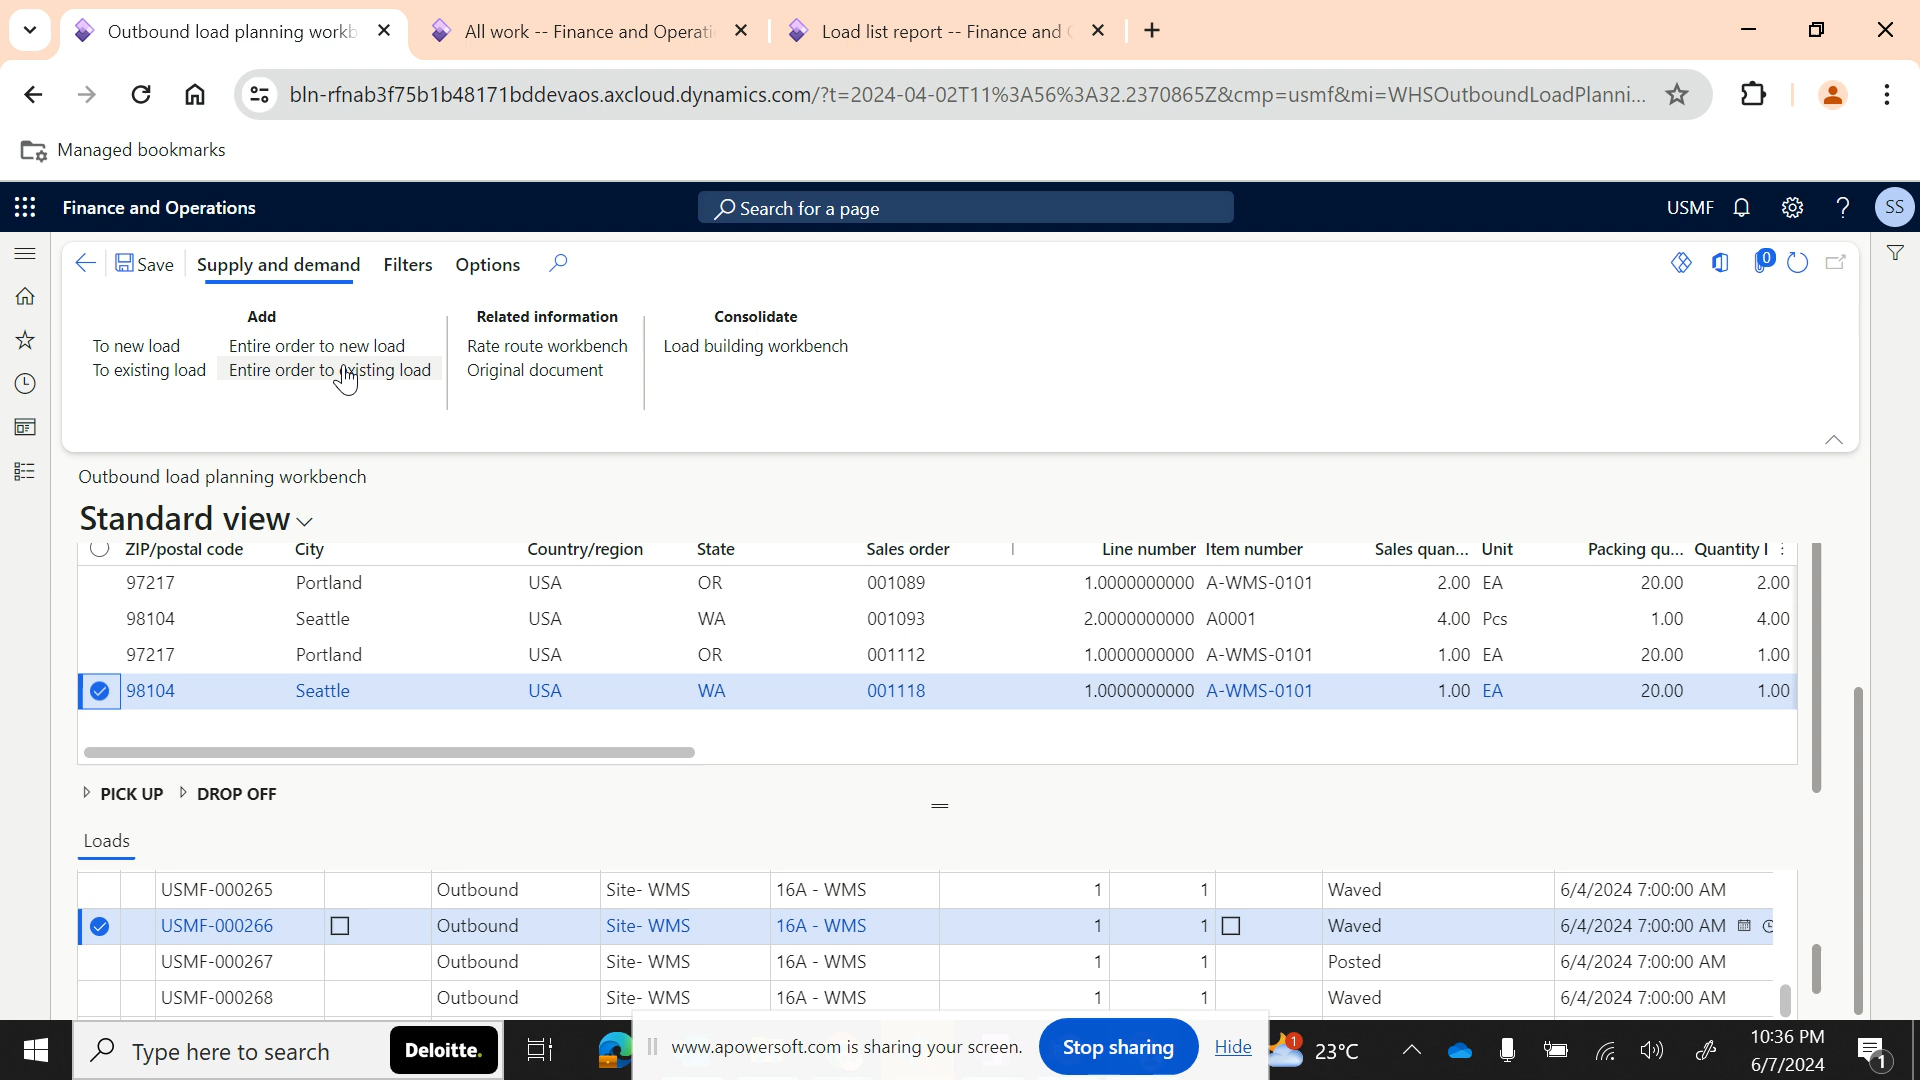 Outbound load planning workb
All work -- Finance and Operati
Load list report -- Finance and
bln-rfnab3f75b1b48171bddevaos.axcloud.dynamics.com/?t=2024-04-02T11%3A56%3A32.2370865Z&cmp=usmf&mi=WHSOutboundLoadPlanni...
Managed bookmarks
Finance and Operations
Search for a page
USMF
SS
Save
Supply and demand
Filters
Options
0
Add
Related information
Consolidate
To new load
Entire order to new load
Rate route workbench
Load building workbench
To existing load
Entire order to existing load
Original document
Outbound load planning workbench
Standard view
ZIP/postal code City Country/region State Sales order Line number Item number Sales quan... Unit Packing qu... Quantity l
97217 Portland USA OR 001089 1.0000000000 A-WMS-0101 2.00 EA 20.00 2.00
98104 Seattle USA WA 001093 2.0000000000 A0001 4.00 Pcs 1.00 4.00
97217 Portland USA OR 001112 1.0000000000 A-WMS-0101 1.00 EA 20.00 1.00
98104 Seattle USA WA 001118 1.0000000000 A-WMS-0101 1.00 EA 20.00 1.00
PICK UP DROP OFF
Loads
USMF-000265 Outbound Site- WMS 16A - WMS 1 1 Waved 6/4/2024 7:00:00 AM
USMF-000266 Outbound Site- WMS 16A - WMS 1 1 Waved 6/4/2024 7:00:00 AM
USMF-000267 Outbound Site- WMS 16A - WMS 1 1 Posted 6/4/2024 7:00:00 AM
USMF-000268 Outbound Site- WMS 16A - WMS 1 1 Waved 6/4/2024 7:00:00 AM
Type here to search
Deloitte.
www.apowersoft.com is sharing your screen.
Stop sharing
Hide
1
23°C
10:36 PM
6/7/2024
1